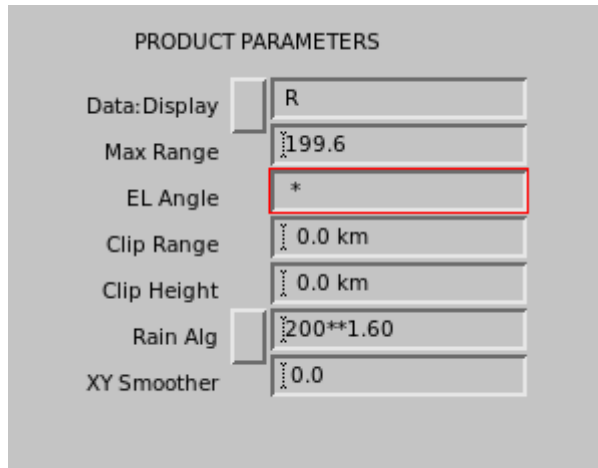 PRODUCT PARAMETERS
Data:Display R
Max Range 199.6
EL Angle *
Clip Range 0.0 km
Clip Height 0.0 km
Rain Alg 200**1.60
XY Smoother 0.0